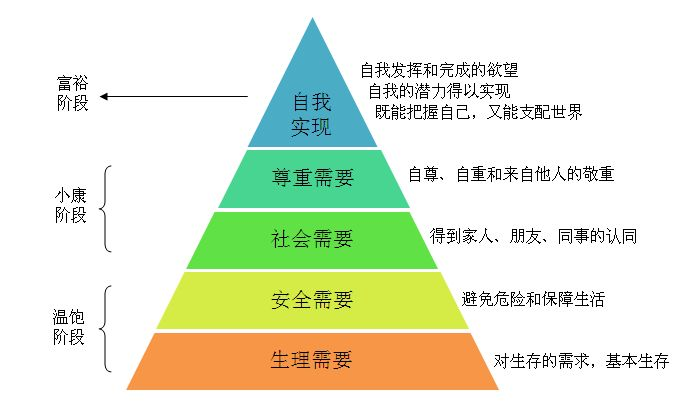 富裕
阶段
自我
实现
自我发挥和完成的欲望
自我的潜力得以实现
既能把握自己，又能支配世界
小康
阶段
尊重需要
自尊、自重和来自他人的敬重
社会需要
得到家人、朋友、同事的认同
温饱
阶段
安全需要
避免危险和保障生活
生理需要
对生存的需求，基本生存